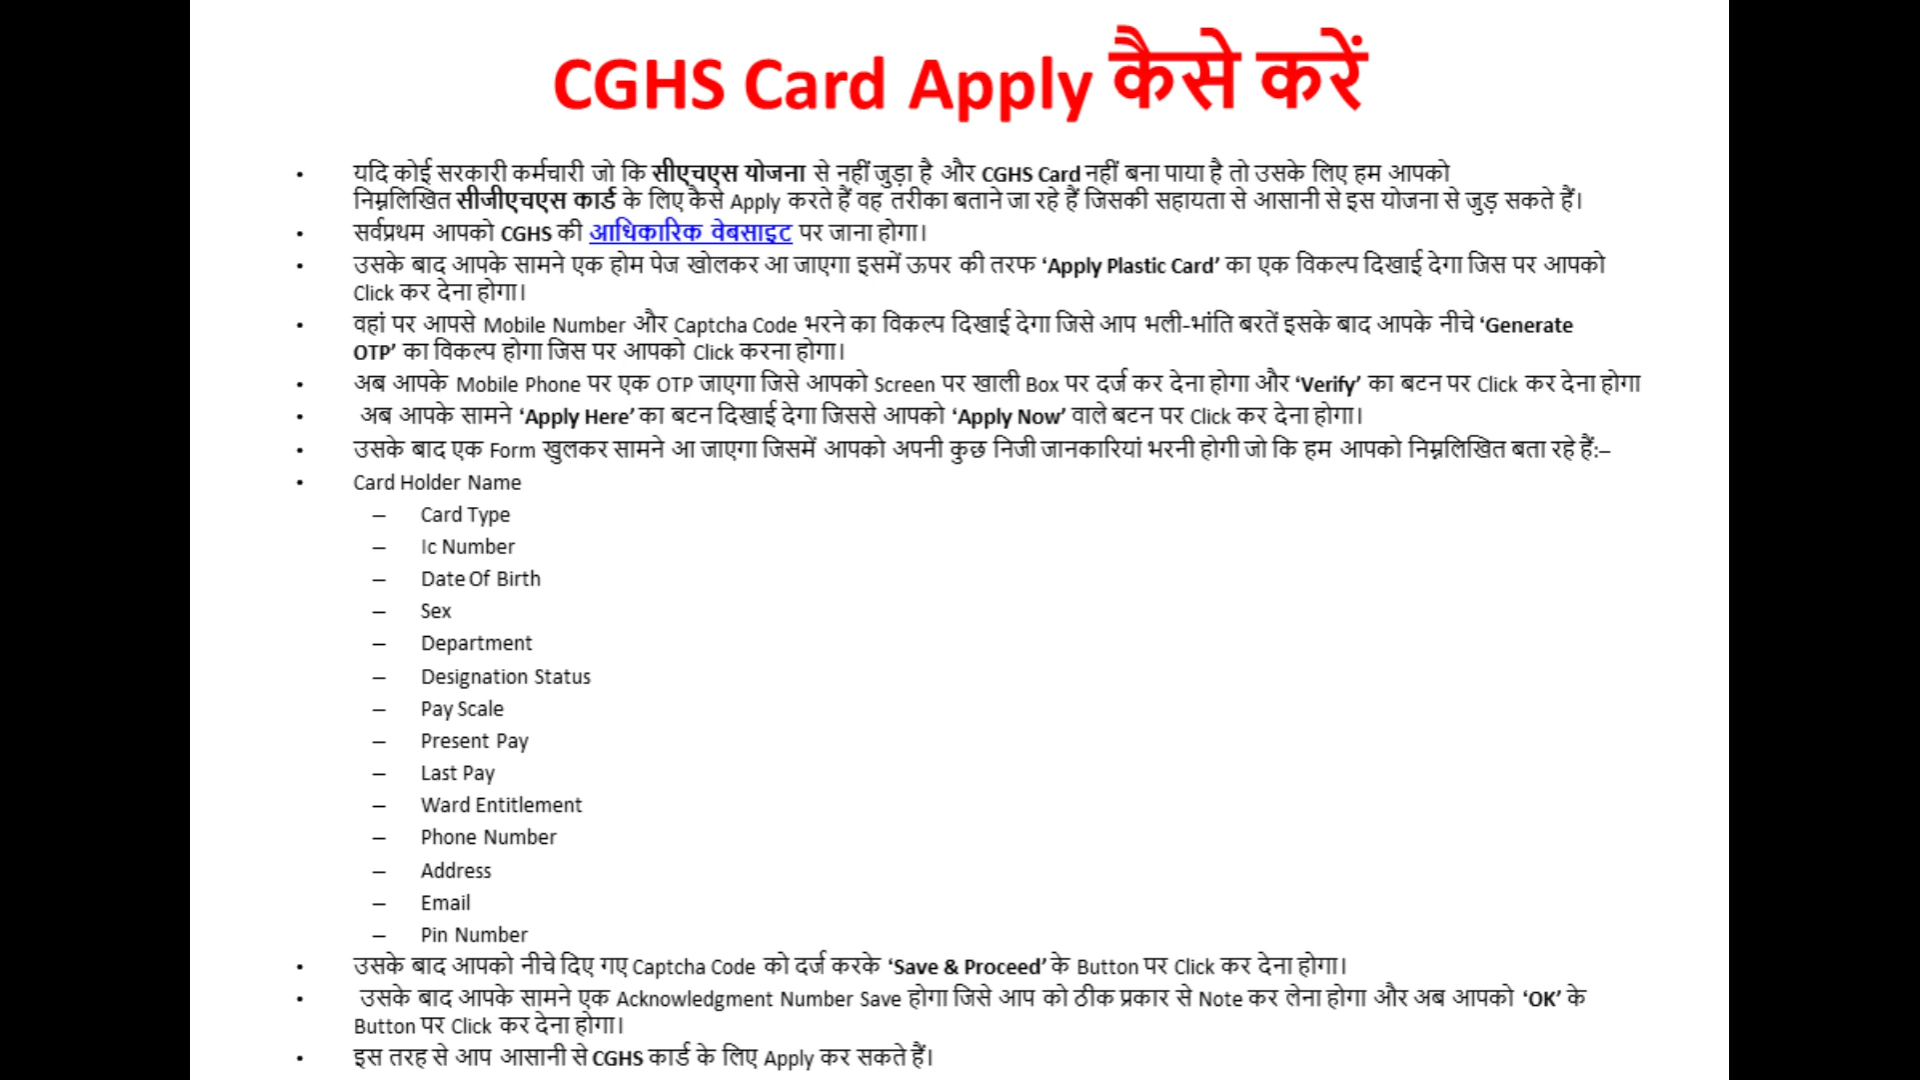 CGHS Card Apply कैसे करें
• यदि कोई सरकारी कर्मचारी जो कि सीएचएस योजना से नहीं जुड़ा है और CGHS Card नहीं बना पाया है तो उसके लिए हम आपको
निम्नलिखित सीजीएचएस कार्ड के लिए कैसे Apply करते हैं वह तरीका बताने जा रहे हैं जिसकी सहायता से आसानी से इस योजना से जुड़ सकते हैं।
• सर्वप्रथम आपको CGHS की आधिकारिक वेबसाइट पर जाना होगा।
• उसके बाद आपके सामने एक होम पेज खोलकर आ जाएगा इसमें ऊपर की तरफ ‘Apply Plastic Card’ का एक विकल्प दिखाई देगा जिस पर आपको
Click कर देना होगा।
• वहां पर आपसे Mobile Number और Captcha Code भरने का विकल्प दिखाई देगा जिसे आप भली-भांति बरतें इसके बाद आपके नीचे ‘Generate
OTP’ का विकल्प होगा जिस पर आपको Click करना होगा।
• अब आपके Mobile Phone पर एक OTP जाएगा जिसे आपको Screen पर खाली Box पर दर्ज कर देना होगा और ‘Verify’ का बटन पर Click कर देना होगा
• अब आपके सामने ‘Apply Here’ का बटन दिखाई देगा जिससे आपको ‘Apply Now’ वाले बटन पर Click कर देना होगा।
• उसके बाद एक Form खुलकर सामने आ जाएगा जिसमें आपको अपनी कुछ निजी जानकारियां भरनी होगी जो कि हम आपको निम्नलिखित बता रहे हैं:–
• Card Holder Name
– Card Type
– Ic Number
– Date Of Birth
– Sex
– Department
– Designation Status
– Pay Scale
– Present Pay
– Last Pay
– Ward Entitlement
– Phone Number
– Address
– Email
– Pin Number
• उसके बाद आपको नीचे दिए गए Captcha Code को दर्ज करके ‘Save & Proceed’ के Button पर Click कर देना होगा।
• उसके बाद आपके सामने एक Acknowledgment Number Save होगा जिसे आप को ठीक प्रकार से Note कर लेना होगा और अब आपको ‘OK’ के
Button पर Click कर देना होगा।
• इस तरह से आप आसानी से CGHS कार्ड के लिए Apply कर सकते हैं।